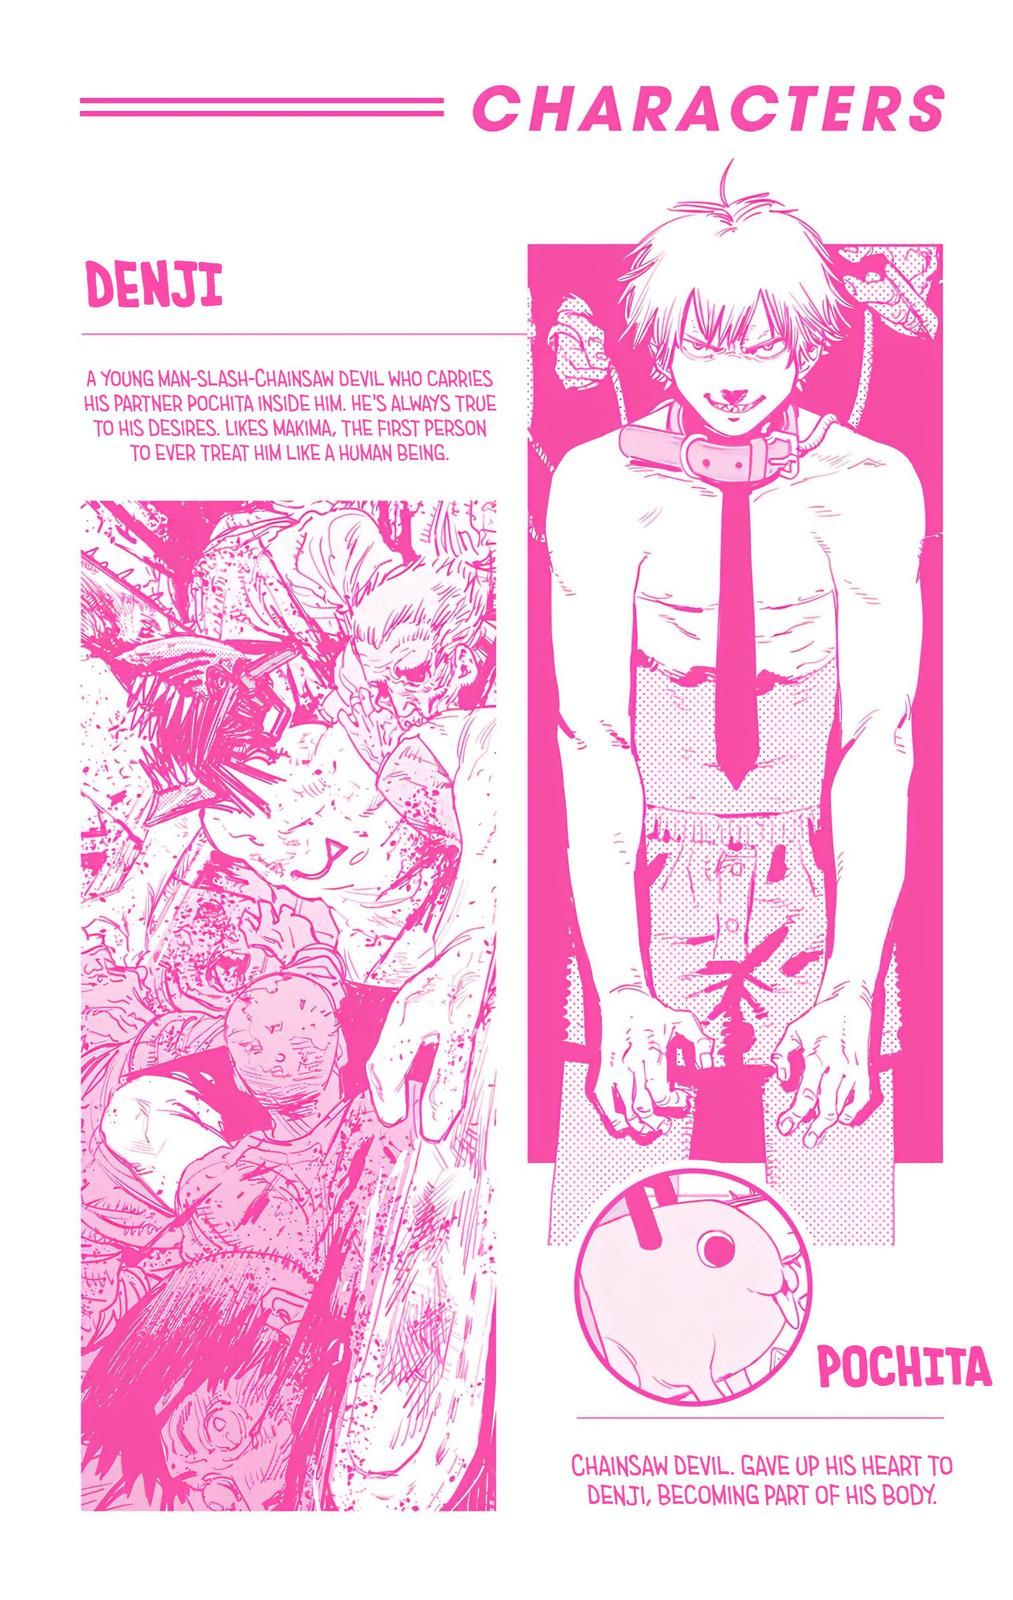 CHARACTERS
DENJI
A YOUNG MAN-SLASH-CHAINSAW DEVIL WHO CARRIES
HIS PARTNER POCHITA INSIDE HIM. HE'S ALWAYS TRUE
TO HIS DESIRES. LIKES MAKIMA, THE FIRST PERSON
TO EVER TREAT HIM LIKE A HUMAN BEING.
POCHITA
CHAINSAW DEVIL. GAVE UP HIS HEART TO
DENJI, BECOMING PART OF HIS BODY.